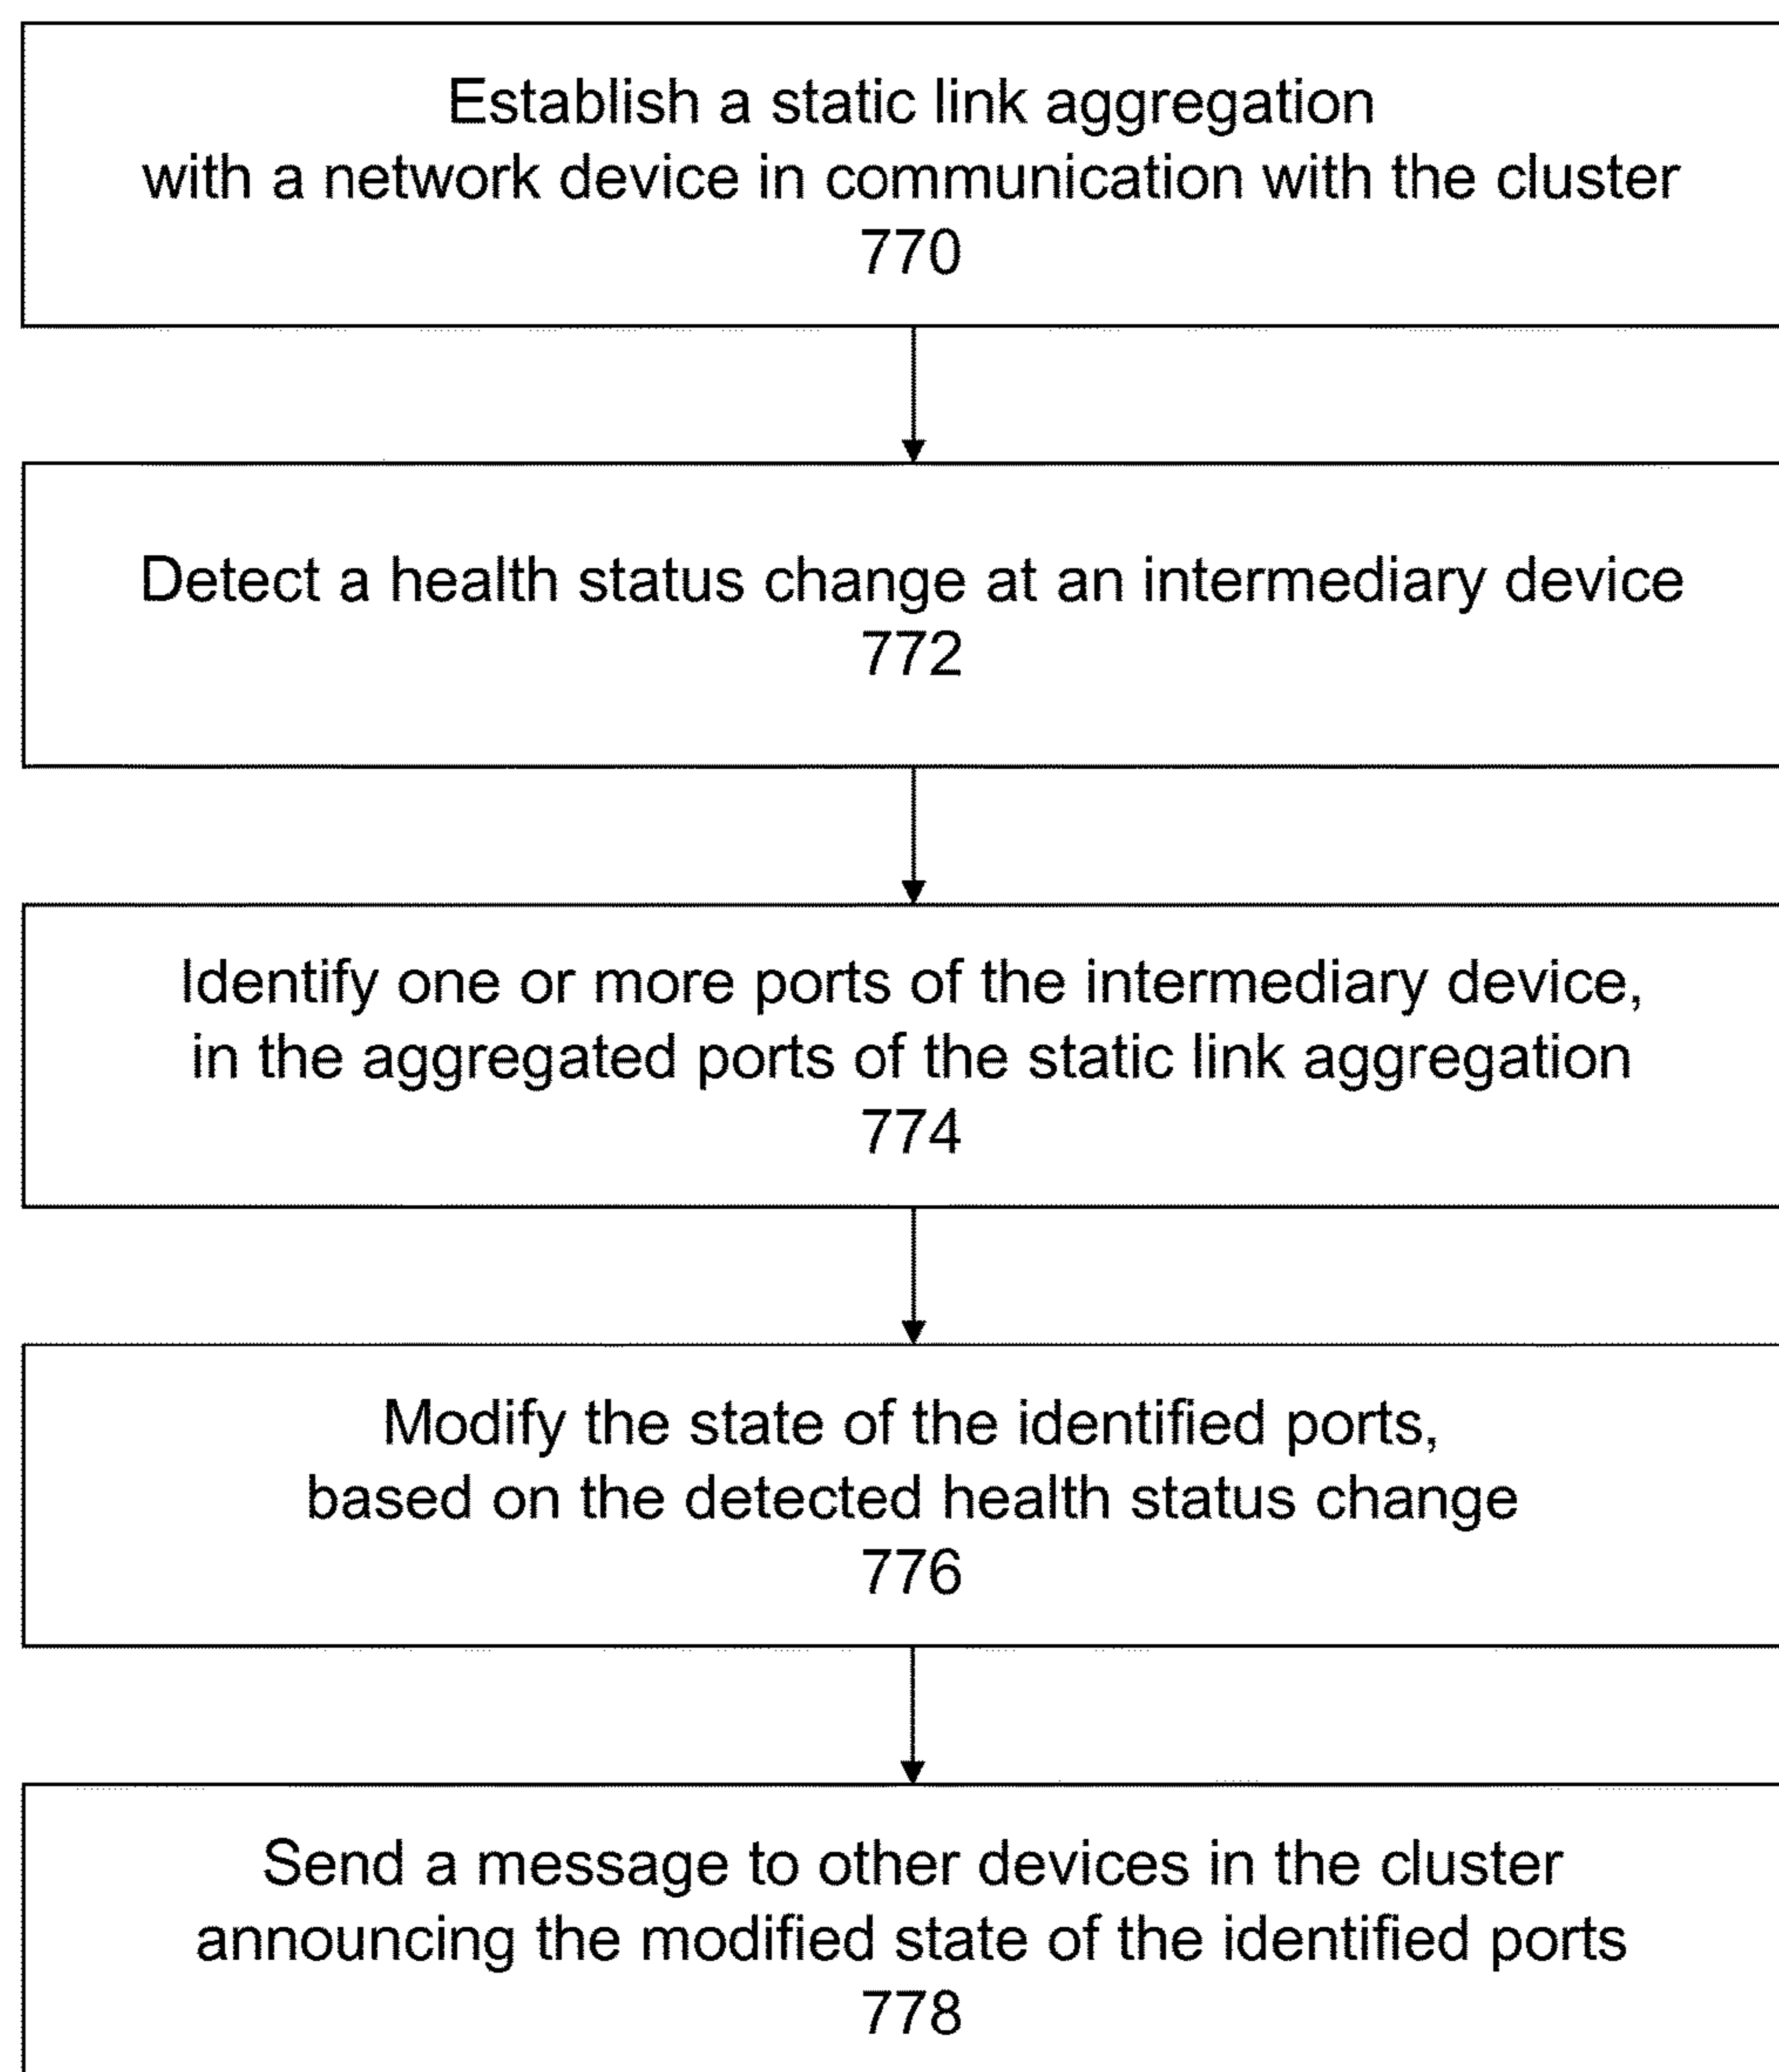 Establish a static link aggregation
with a network device in communication with the cluster
770
Detect a health status change at an intermediary device
772
Identify one or more ports of the intermediary device,
in the aggregated ports of the static link aggregation
774
Modify the state of the identified ports,
based on the detected health status change
776
Send a message to other devices in the cluster
announcing the modified state of the identified ports
778